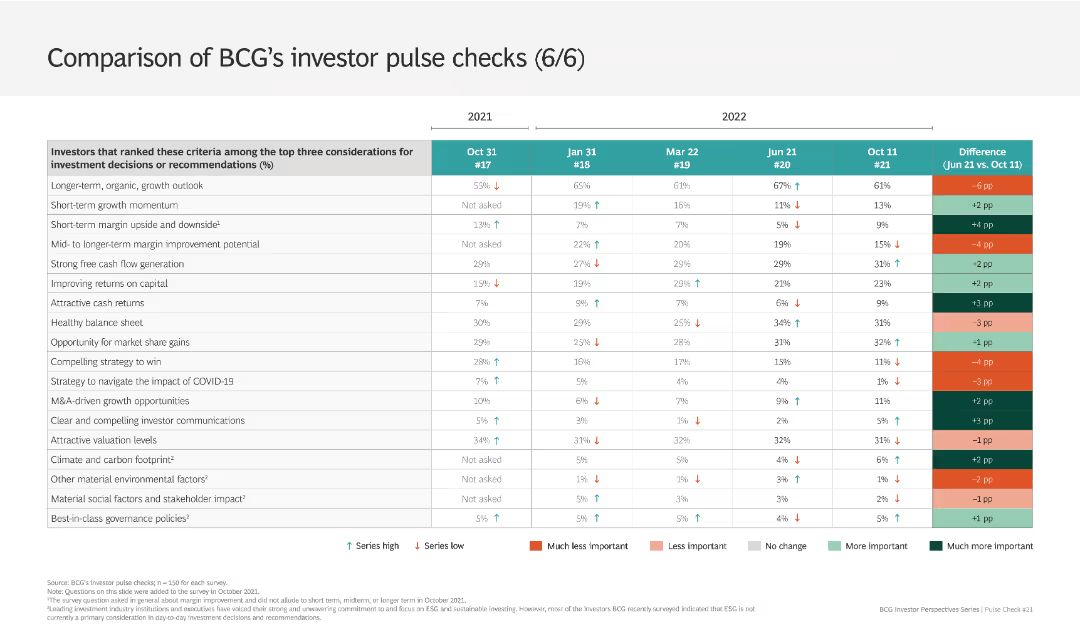 Comparison of BCG's investor pulse checks (6/6)
2021 2022
Investors that ranked these criteria among the top three considerations for investment decisions or recommendations (%) Oct 31 #17 Jan 31 #18 Mar 22 #19 Jun 21 #20 Oct 11 #21 Difference (Jun 21 vs. Oct 11)
Longer-term, organic, growth outlook 55% ↓ 65% 61% 67% ↑ 61% −6 pp
Short-term growth momentum Not asked 19% ↑ 16% 11% ↓ 13% +2 pp
Short-term margin upside and downside¹ 13% ↑ 7% 7% 5% ↓ 9% +4 pp
Mid- to longer-term margin improvement potential Not asked 22% ↑ 20% 19% 15% ↓ −4 pp
Strong free cash flow generation 29% 27% ↓ 29% 29% 31% ↑ +2 pp
Improving returns on capital 15% ↓ 19% 29% ↑ 21% 23% +2 pp
Attractive cash returns 7% 9% ↑ 7% 6% ↓ 9% +3 pp
Healthy balance sheet 30% 29% 25% ↓ 34% ↑ 31% −3 pp
Opportunity for market share gains 29% 25% ↓ 28% 31% 32% ↑ +1 pp
Compelling strategy to win 28% ↑ 16% 17% 15% 11% ↓ −4 pp
Strategy to navigate the impact of COVID-19 7% ↑ 5% 4% 4% 1% ↓ −3 pp
M&A-driven growth opportunities 10% 6% ↓ 7% 9% ↑ 11% +2 pp
Clear and compelling investor communications 5% ↑ 3% 1% ↓ 2% 5% ↑ +3 pp
Attractive valuation levels 34% ↑ 31% ↓ 32% 32% 31% ↓ −1 pp
Climate and carbon footprint² Not asked 5% 5% 4% ↓ 6% ↑ +2 pp
Other material environmental factors² Not asked 1% ↓ 1% ↓ 3% ↑ 1% ↓ −2 pp
Material social factors and stakeholder impact² Not asked 5% ↑ 3% 3% 2% ↓ −1 pp
Best-in-class governance policies² 5% ↑ 5% ↑ 5% ↑ 4% ↓ 5% ↑ +1 pp
↑ Series high ↓ Series low Much less important Less important No change More important Much more important
Source: BCG's investor pulse checks; n = 150 for each survey.
Note: Questions on this slide were added to the survey in October 2021.
¹The survey question asked in general about margin improvement and did not allude to short term, midterm, or longer term in October 2021.
²Leading investment industry institutions and executives have voiced their strong and unwavering commitment to and focus on ESG and sustainable investing. However, most of the investors BCG recently surveyed indicated that ESG is not
currently a primary consideration in day-to-day investment decisions and recommendations.
BCG Investor Perspectives Series | Pulse Check #21